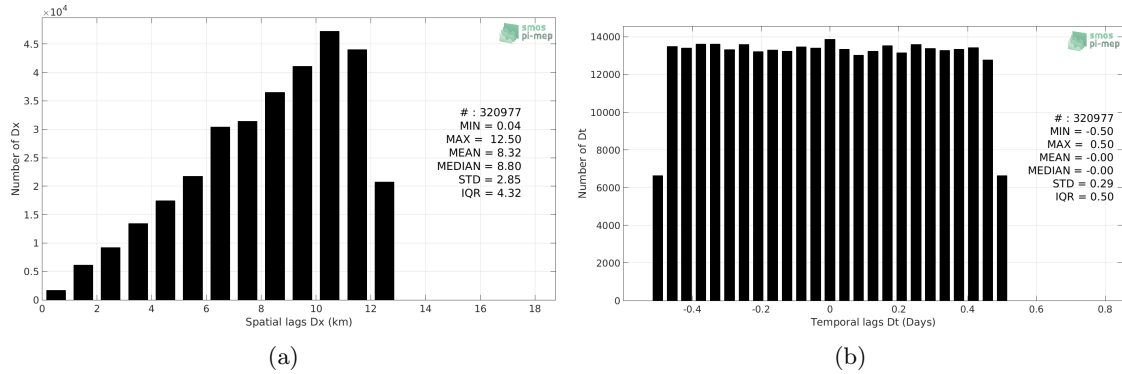 ×10⁴
4.5
4
3.5
3
2.5
2
1.5
1
0.5
0
0 2 4 6 8 10 12 14 16 18
Number of Dx
Spatial lags Dx (km)
smos
pi-mep
# : 320977
MIN = 0.04
MAX = 12.50
MEAN = 8.32
MEDIAN = 8.80
STD = 2.85
IQR = 4.32
(a)
14000
12000
10000
8000
6000
4000
2000
0
-0.4 -0.2 0 0.2 0.4 0.6 0.8
Number of Dt
Temporal lags Dt (Days)
smos
pi-mep
# : 320977
MIN = -0.50
MAX = 0.50
MEAN = -0.00
MEDIAN = -0.00
STD = 0.29
IQR = 0.50
(b)